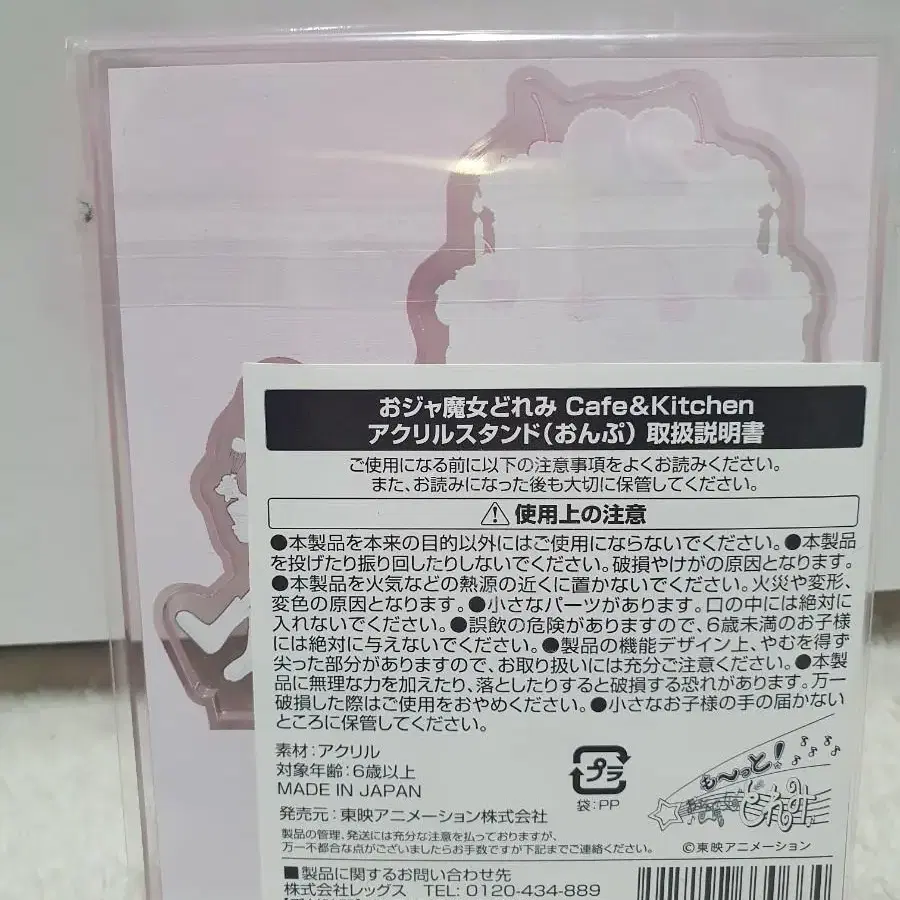 おジャ魔女どれみ Cafe&Kitchen
アクリルスタンド(おんぷ) 取扱説明書
ご使用になる前に以下の注意事項をよくお読みください。
また、お読みになった後も大切に保管してください。
⚠使用上の注意
●本製品を本来の目的以外にはご使用にならないでください。●本製品
を投げたり振り回したりしないでください。破損やけがの原因となります。
●本製品を火気などの熱源の近くに置かないでください。火災や変形、
変色の原因となります。●小さなパーツがあります。口の中には絶対に
入れないでください。●誤飲の危険がありますので、6歳未満のお子様
には絶対に与えないでください。●製品の機能デザイン上、やむを得ず
尖った部分がありますので、お取り扱いには充分ご注意ください。●本製
品に無理な力を加えたり、落としたりすると破損する恐れがあります。万一
破損した際はご使用をおやめください。●小さなお子様の手の届かない
ところに保管してください。
素材:アクリル
対象年齢:6歳以上
MADE IN JAPAN
発売元:東映アニメーション株式会社
製品の管理、発送には充分な注意を払っておりますが、
万一不都合な点がございましたらお手数ですが下記までご連絡ください。
プラ
袋:PP
も〜っと!
おジャ魔女
どれみ
©東映アニメーション
■製品に関するお問い合わせ先
株式会社レッグス TEL:0120-434-889